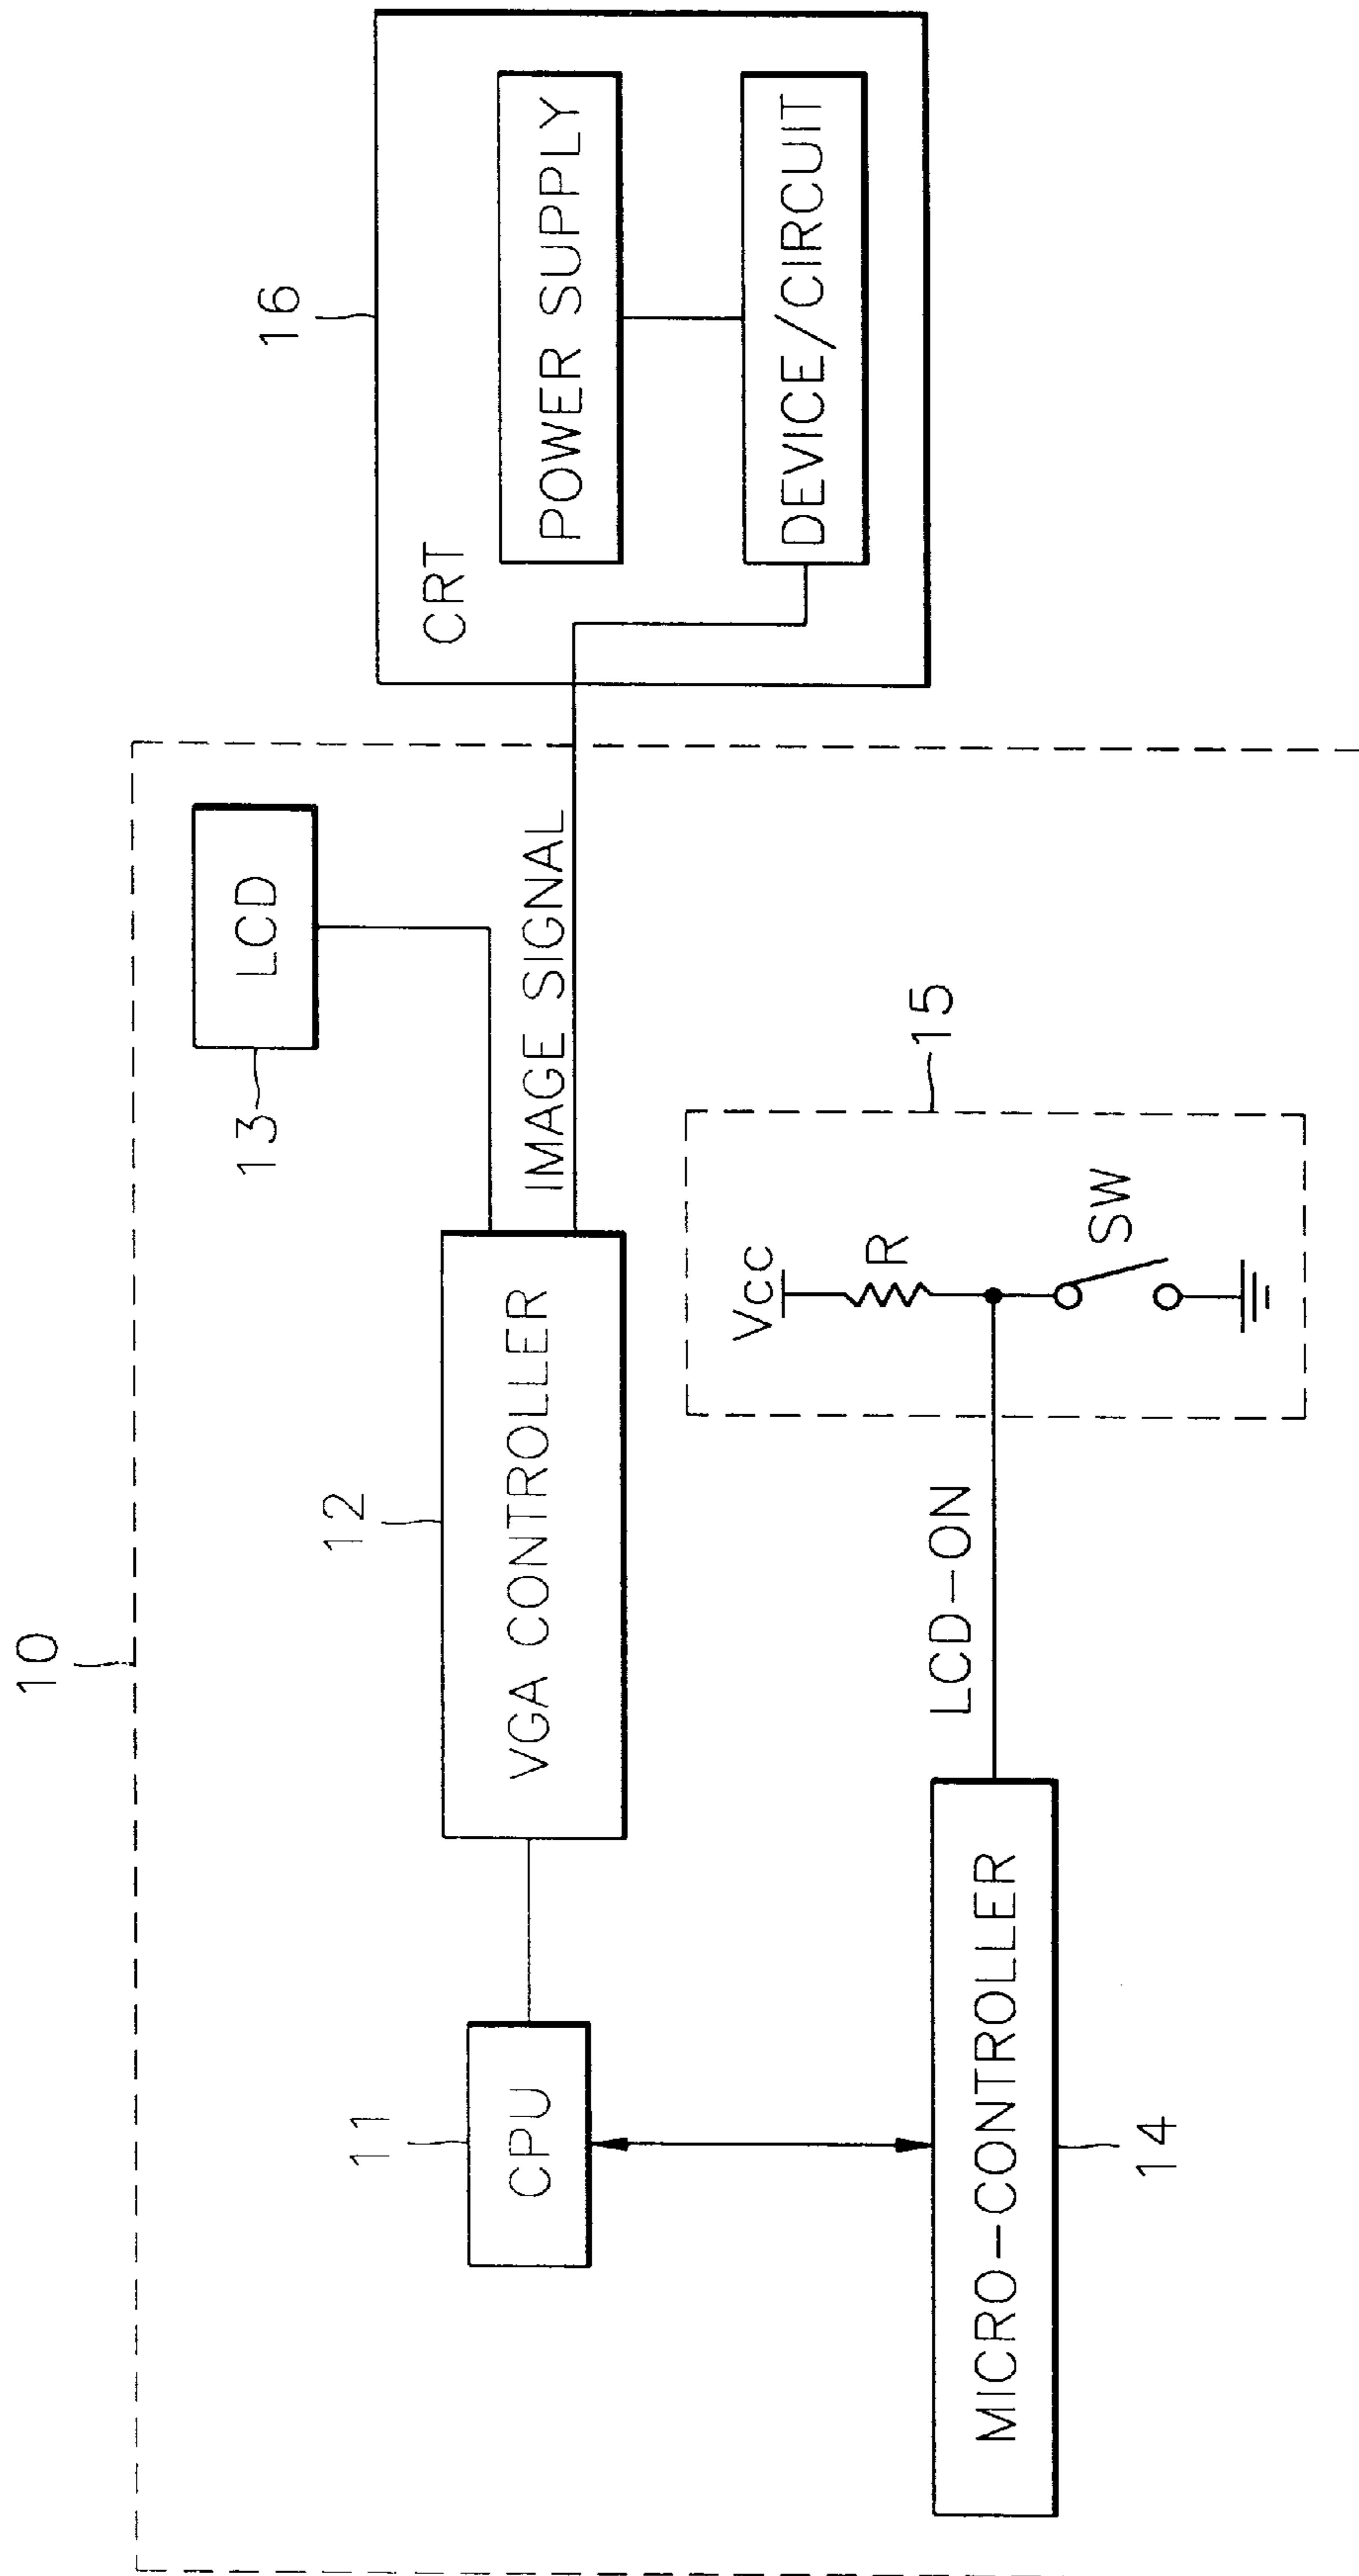 10
16
13
LCD
CRT
POWER SUPPLY
12
11
CPU
VGA CONTROLLER
IMAGE SIGNAL
DEVICE/CIRCUIT
15
Vcc
R
SW
LCD-ON
MICRO-CONTROLLER
14